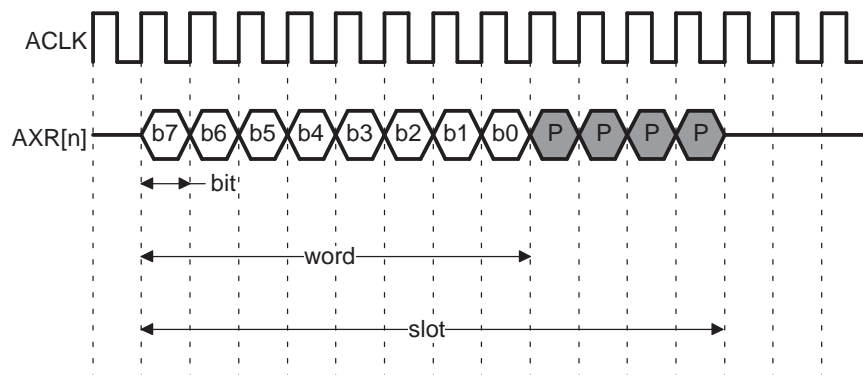 ACLK
AXR[n] b7 b6 b5 b4 b3 b2 b1 b0 P P P P
bit
word
slot